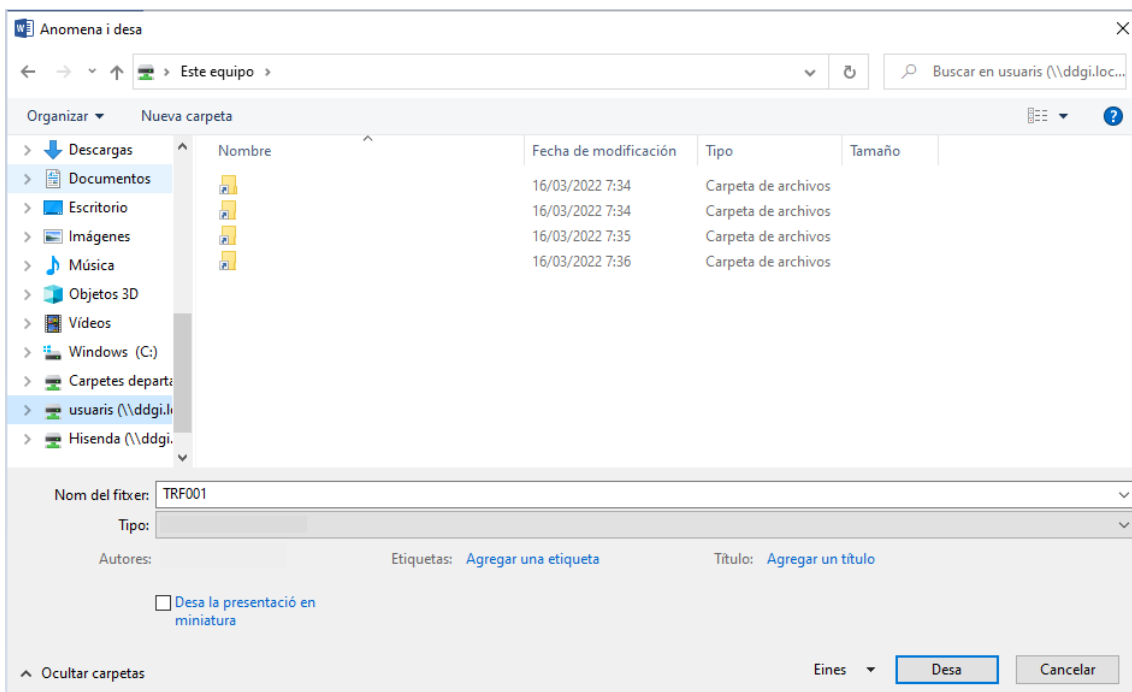 Anomena i desa
Este equipo
Buscar en usuaris (\\ddgi.loc...
Organizar
Nueva carpeta
Nombre
Fecha de modificación
Tipo
Tamaño
Descargas
Documentos
Escritorio
Imágenes
Música
Objetos 3D
Vídeos
Windows (C:)
Carpetes departa
usuaris (\\ddgi.l
Hisenda (\\ddgi.
16/03/2022 7:34 Carpeta de archivos
16/03/2022 7:34 Carpeta de archivos
16/03/2022 7:35 Carpeta de archivos
16/03/2022 7:36 Carpeta de archivos
Nom del fitxer: TRF001
Tipo:
Autores:
Etiquetas: Agregar una etiqueta
Título: Agregar un título
Desa la presentació en
miniatura
Ocultar carpetas
Eines
Desa
Cancelar